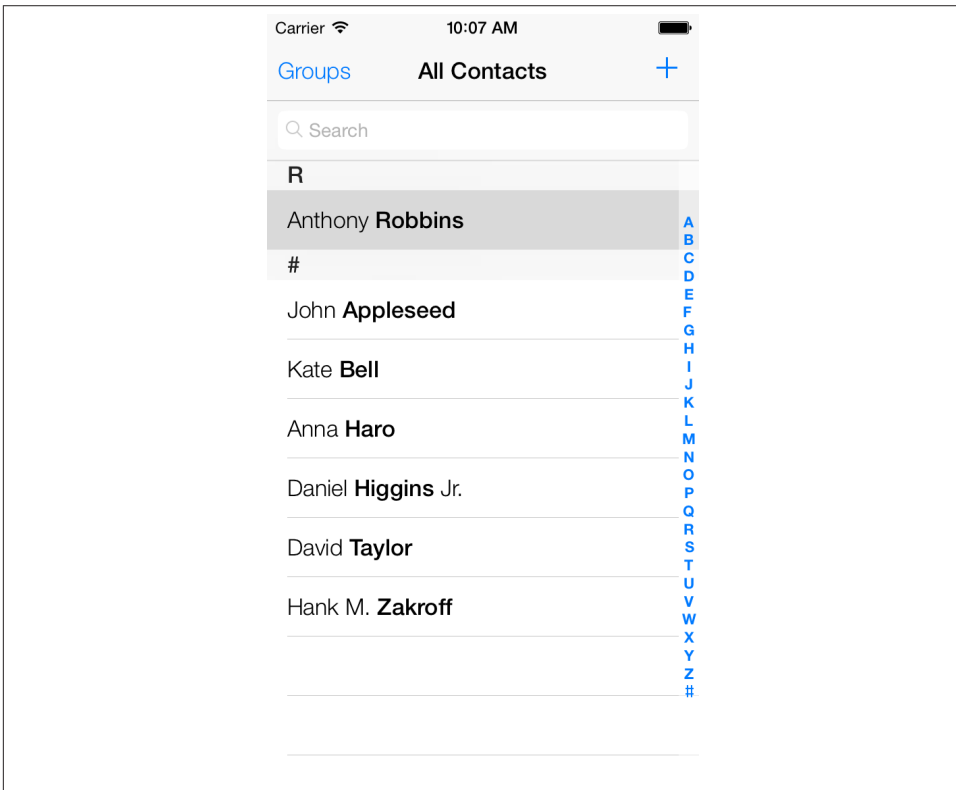 Carrier 10:07 AM
Groups All Contacts +
Search
R
Anthony Robbins
#
John Appleseed
Kate Bell
Anna Haro
Daniel Higgins Jr.
David Taylor
Hank M. Zakroff
A
B
C
D
E
F
G
H
I
J
K
L
M
N
O
P
Q
R
S
T
U
V
W
X
Y
Z
#